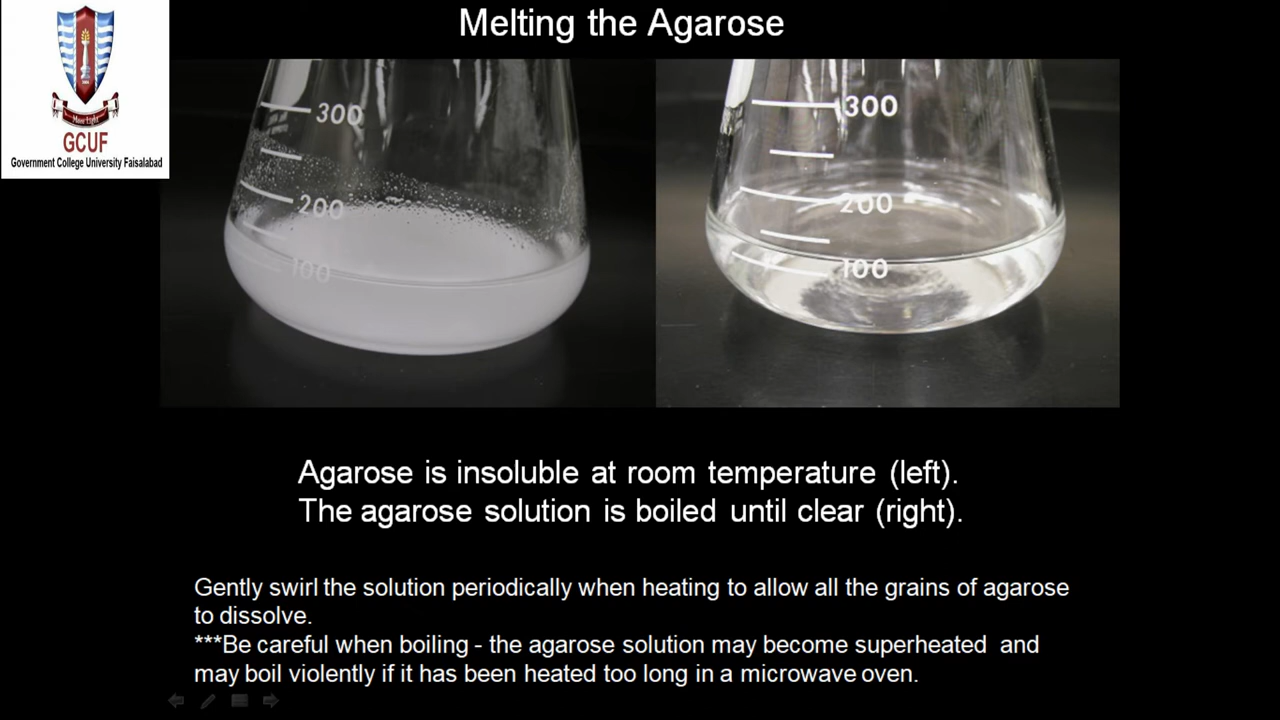 Melting the Agarose
More Light
GCUF
Government College University Faisalabad
300
200
100
300
200
100
Agarose is insoluble at room temperature (left).
The agarose solution is boiled until clear (right).
Gently swirl the solution periodically when heating to allow all the grains of agarose
to dissolve.
***Be careful when boiling - the agarose solution may become superheated and
may boil violently if it has been heated too long in a microwave oven.